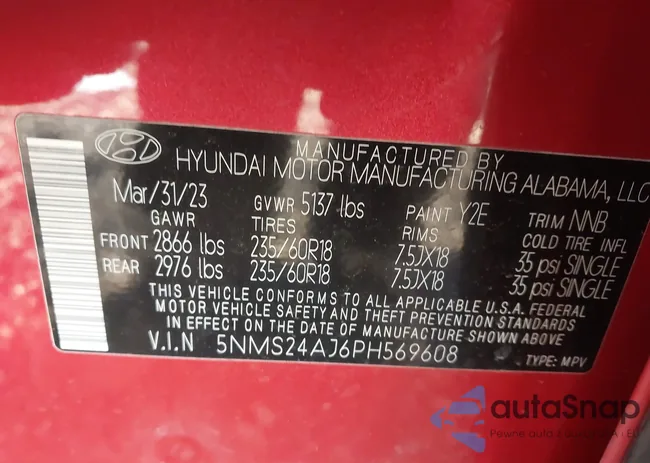 MANUFACTURED BY
HYUNDAI MOTOR MANUFACTURING ALABAMA, LLC
Mar/31/23 GVWR 5137 lbs PAINT Y2E TRIM NNB
GAWR TIRES RIMS COLD TIRE INFL
FRONT 2866 lbs 235/60R18 7.5JX18 35 psi SINGLE
REAR 2976 lbs 235/60R18 7.5JX18 35 psi SINGLE
THIS VEHICLE CONFORMS TO ALL APPLICABLE U.S.A. FEDERAL
MOTOR VEHICLE SAFETY AND THEFT PREVENTION STANDARDS
IN EFFECT ON THE DATE OF MANUFACTURE SHOWN ABOVE
V.I.N 5NMS24AJ6PH569608 TYPE: MPV
autaSnap
Pewne auta z